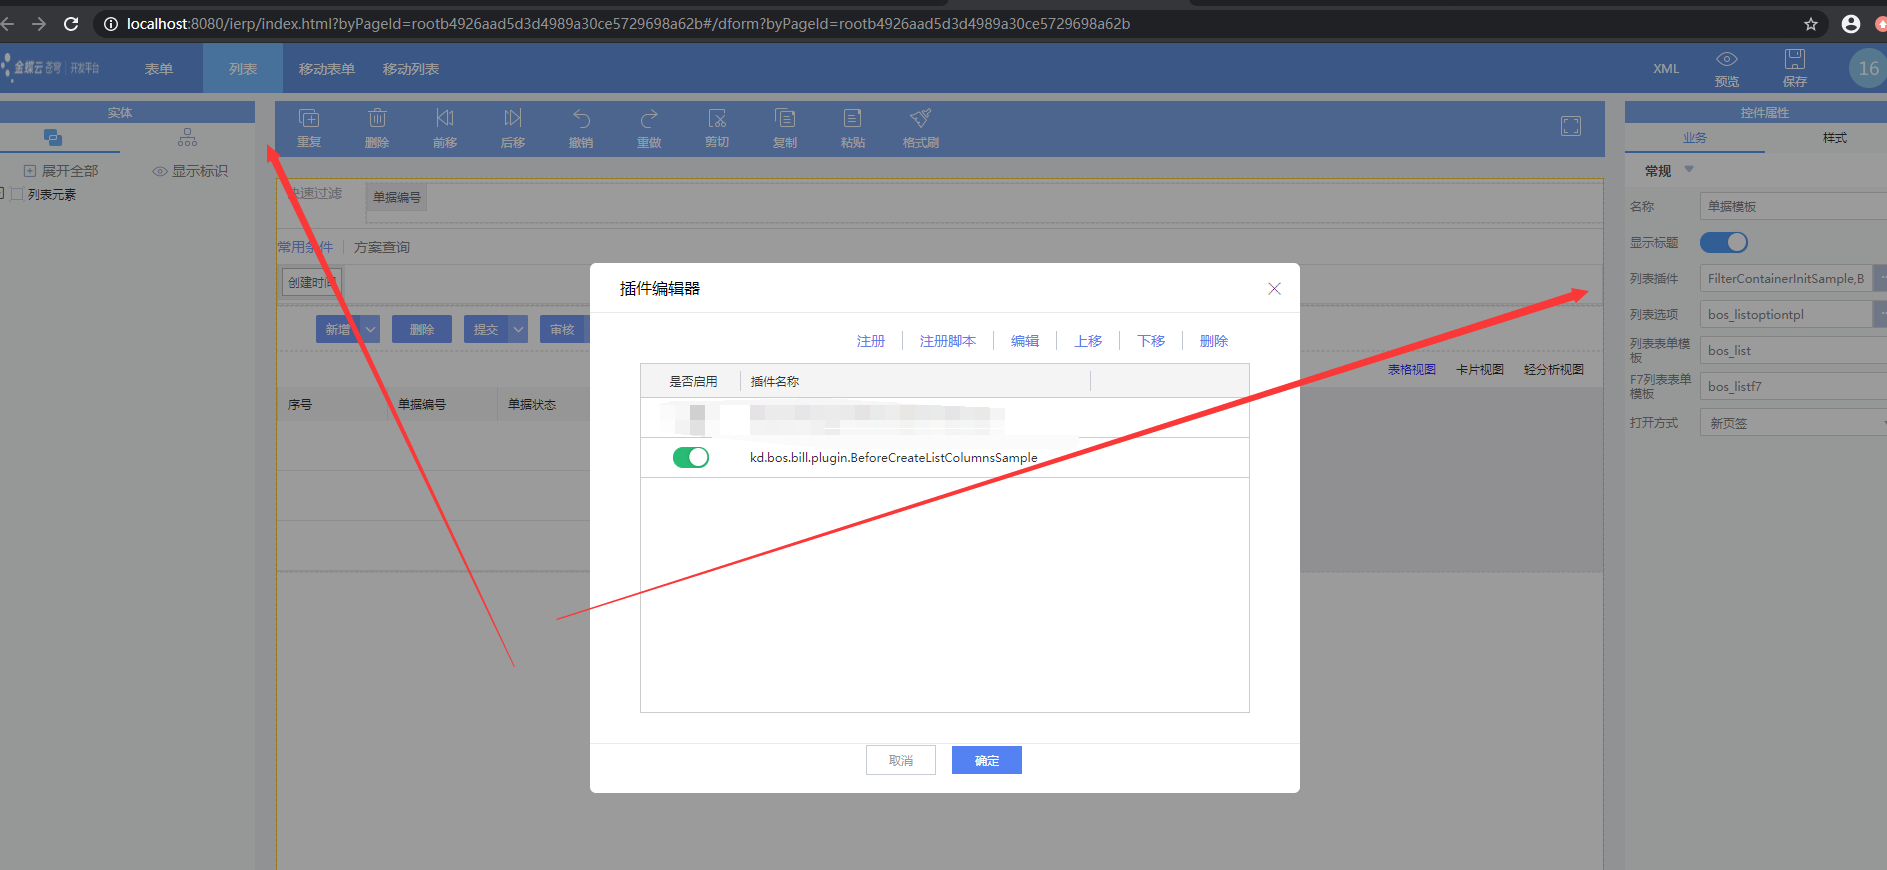 localhost:8080/ierp/index.html?byPageId=rootb4926aad5d3d4989a30ce5729698a62b#/dform?byPageId=rootb4926aad5d3d4989a30ce5729698a62b
金蝶云 苍穹 | 开发平台 表单 列表 移动表单 移动列表 XML 预览 保存 16
实体
展开全部 显示标识
列表元素
重复 删除 前移 后移 撤销 重做 剪切 复制 粘贴 格式刷
快速过滤 单据编号
常用条件 方案查询
创建时间
新增 删除 提交 审核
表格视图 卡片视图 轻分析视图
序号 单据编号 单据状态
插件编辑器
注册 注册脚本 编辑 上移 下移 删除
是否启用 插件名称
kd.bos.bill.plugin.BeforeCreateListColumnsSample
取消 确定
控件属性
业务 样式
常规
名称 单据模板
显示标题
列表插件 FilterContainerInitSample,B
列表选项 bos_listoptiontpl
列表表单模板 bos_list
F7列表表单模板 bos_listf7
打开方式 新页签